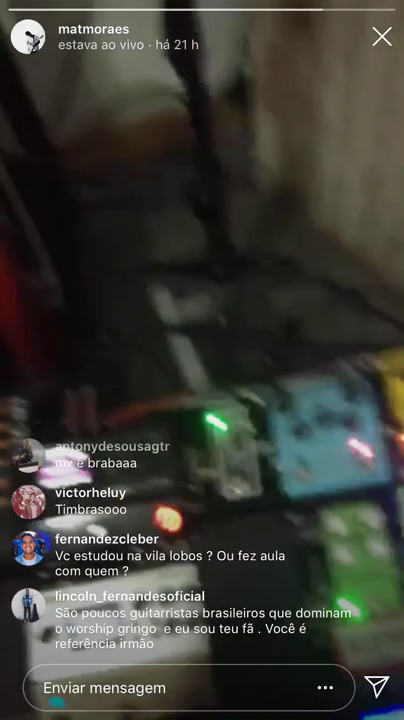 matmoraes
estava ao vivo · há 21 h
antonydesousagtr
mv é brabaaa
victorheluy
Timbrasooo
fernandezcleber
Vc estudou na vila lobos ? Ou fez aula
com quem ?
lincoln_fernandesoficial
São poucos guitarristas brasileiros que dominam
o worship gringo e eu sou teu fã . Você é
referência irmão
Enviar mensagem